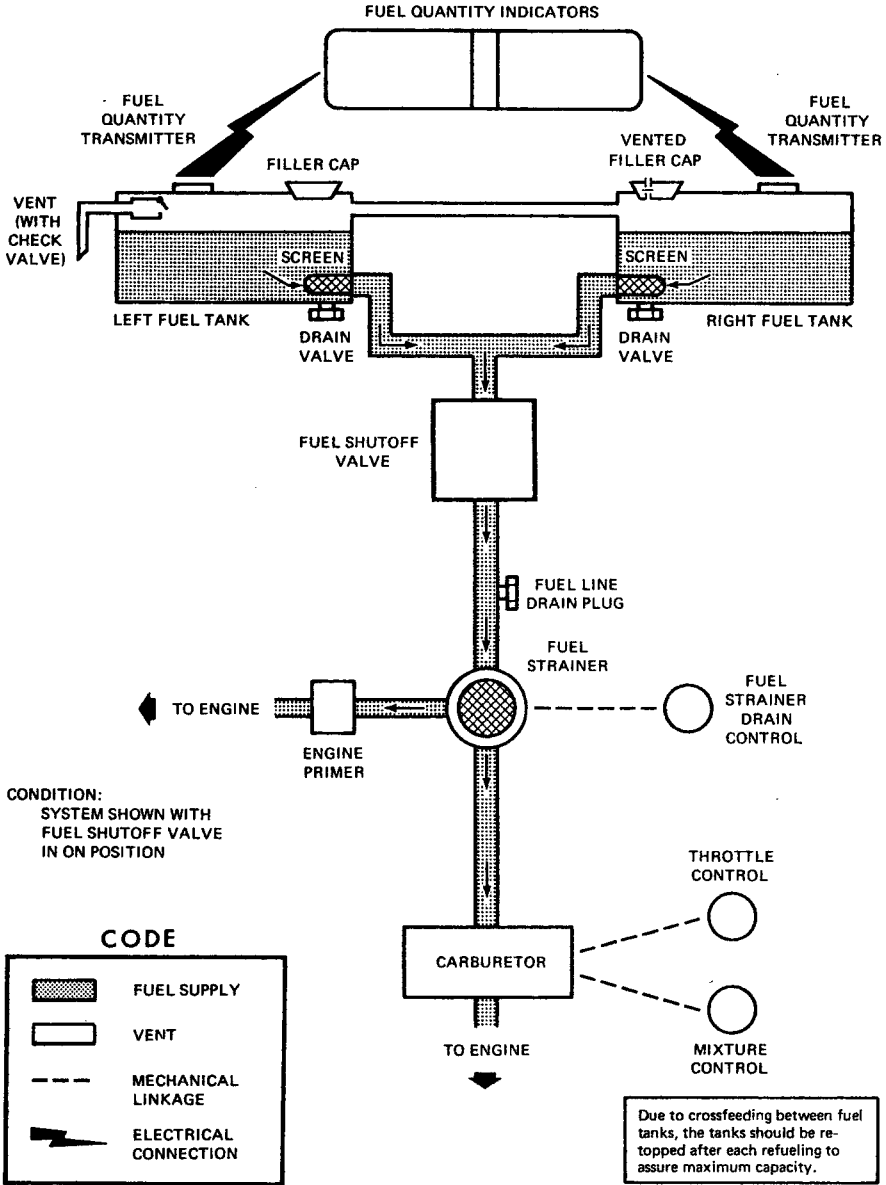 FUEL QUANTITY INDICATORS
FUEL
QUANTITY
TRANSMITTER
FUEL
QUANTITY
TRANSMITTER
FILLER CAP
VENTED
FILLER CAP
VENT
(WITH
CHECK
VALVE)
SCREEN
SCREEN
LEFT FUEL TANK
DRAIN
VALVE
DRAIN
VALVE
RIGHT FUEL TANK
FUEL SHUTOFF
VALVE
FUEL LINE
DRAIN PLUG
FUEL
STRAINER
TO ENGINE
ENGINE
PRIMER
FUEL
STRAINER
DRAIN
CONTROL
CONDITION:
SYSTEM SHOWN WITH
FUEL SHUTOFF VALVE
IN ON POSITION
THROTTLE
CONTROL
CARBURETOR
TO ENGINE
MIXTURE
CONTROL
CODE
FUEL SUPPLY
VENT
MECHANICAL
LINKAGE
ELECTRICAL
CONNECTION
Due to crossfeeding between fuel
tanks, the tanks should be re-
topped after each refueling to
assure maximum capacity.